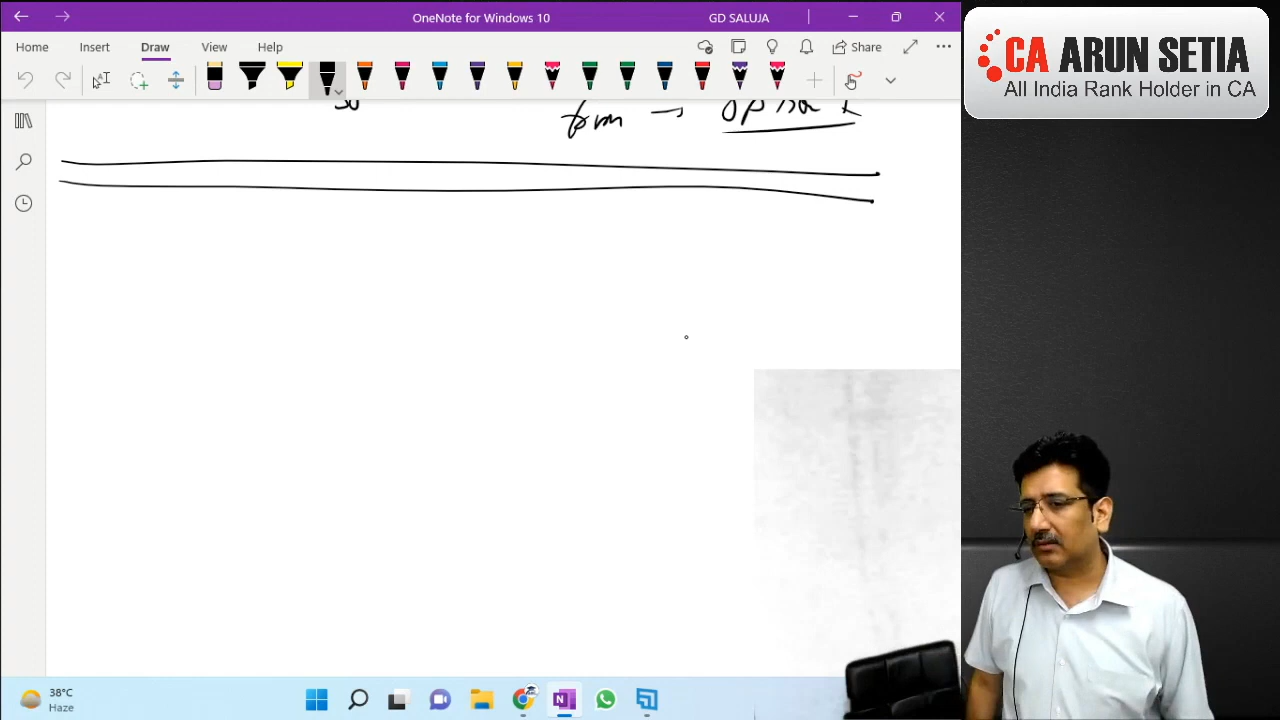 OneNote for Windows 10
GD SALUJA
Home
Insert
Draw
View
Help
Share
CA ARUN SETIA
All India Rank Holder in CA
38°C
Haze